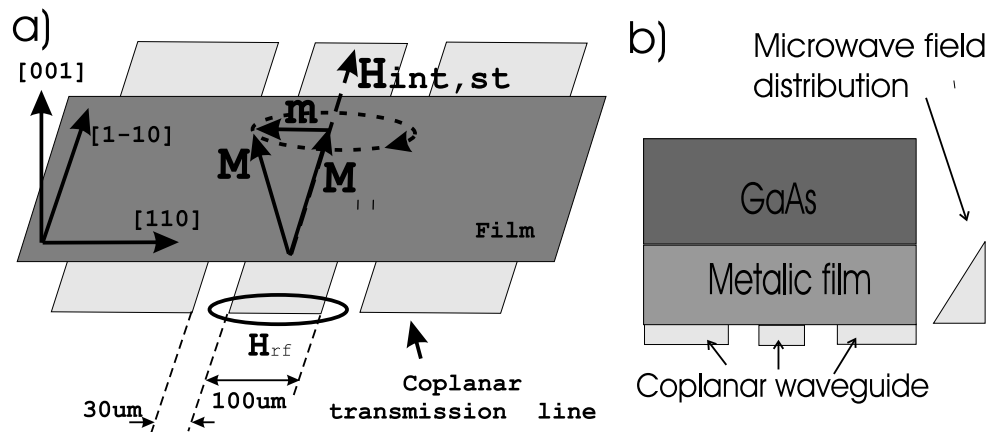 a)
[001]
[1-10]
[110]
Hint,st
m
M
M
||
Film
Hrf
30um
100um
Coplanar
transmission line
b)
Microwave field
distribution
GaAs
Metalic film
Coplanar waveguide